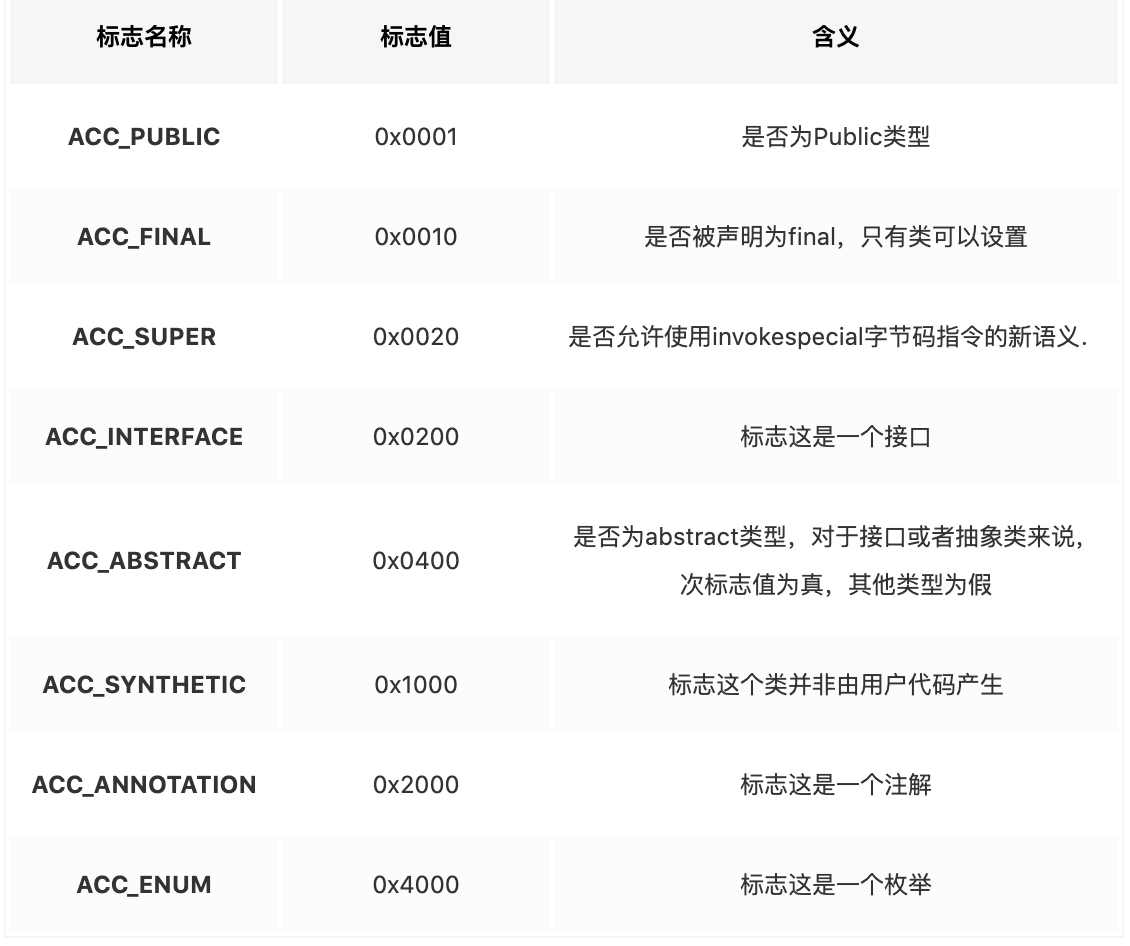 标志名称 标志值 含义
ACC_PUBLIC 0x0001 是否为Public类型
ACC_FINAL 0x0010 是否被声明为final，只有类可以设置
ACC_SUPER 0x0020 是否允许使用invokespecial字节码指令的新语义.
ACC_INTERFACE 0x0200 标志这是一个接口
ACC_ABSTRACT 0x0400 是否为abstract类型，对于接口或者抽象类来说，
次标志值为真，其他类型为假
ACC_SYNTHETIC 0x1000 标志这个类并非由用户代码产生
ACC_ANNOTATION 0x2000 标志这是一个注解
ACC_ENUM 0x4000 标志这是一个枚举